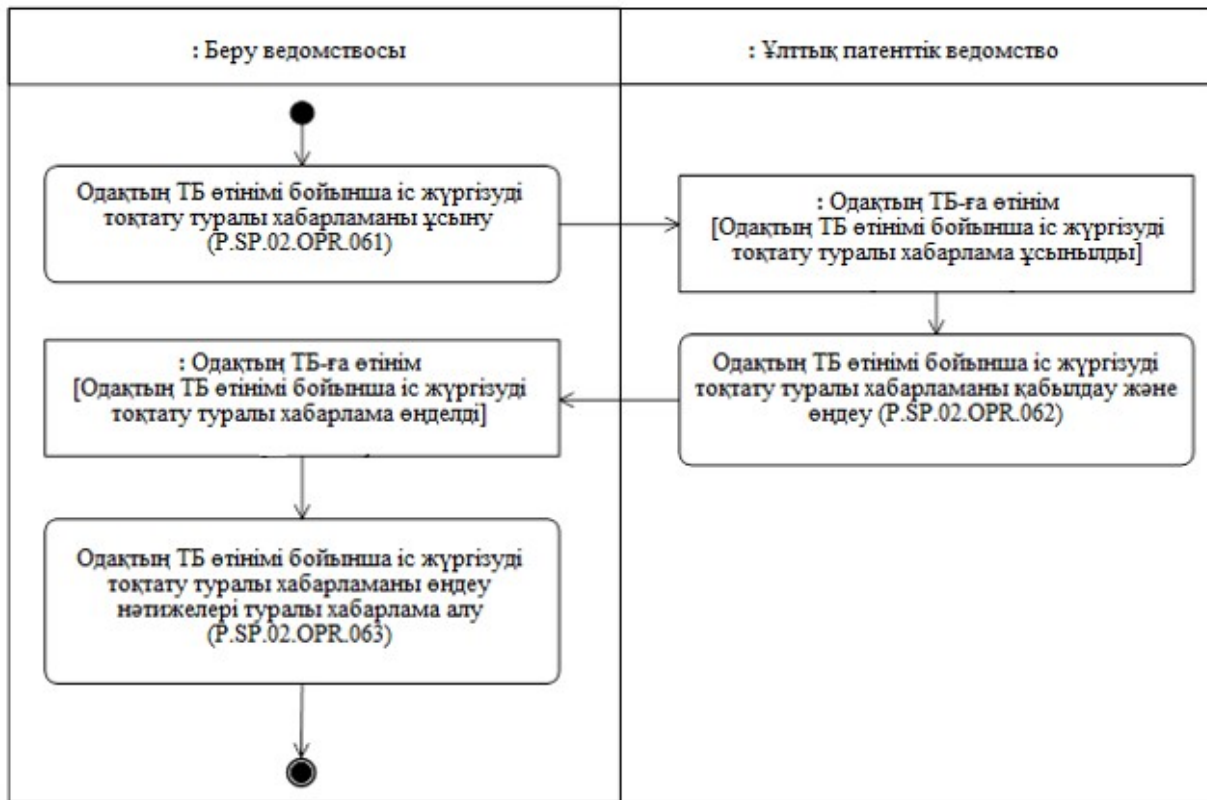 : Беру ведомствосы
: Ұлттық патенттік ведомство
Одақтың ТБ өтінімі бойынша іс жүргізуді
тоқтату туралы хабарламаны ұсыну
(P.SP.02.OPR.061)
: Одақтың ТБ-ға өтінім
[Одақтың ТБ өтінімі бойынша іс жүргізуді
тоқтату туралы хабарлама ұсынылды]
Одақтың ТБ өтінімі бойынша іс жүргізуді
тоқтату туралы хабарламаны қабылдау және
өңдеу (P.SP.02.OPR.062)
: Одақтың ТБ-ға өтінім
[Одақтың ТБ өтінімі бойынша іс жүргізуді
тоқтату туралы хабарлама өңделді]
Одақтың ТБ өтінімі бойынша іс жүргізуді
тоқтату туралы хабарламаны өңдеу
нәтижелері туралы хабарлама алу
(P.SP.02.OPR.063)